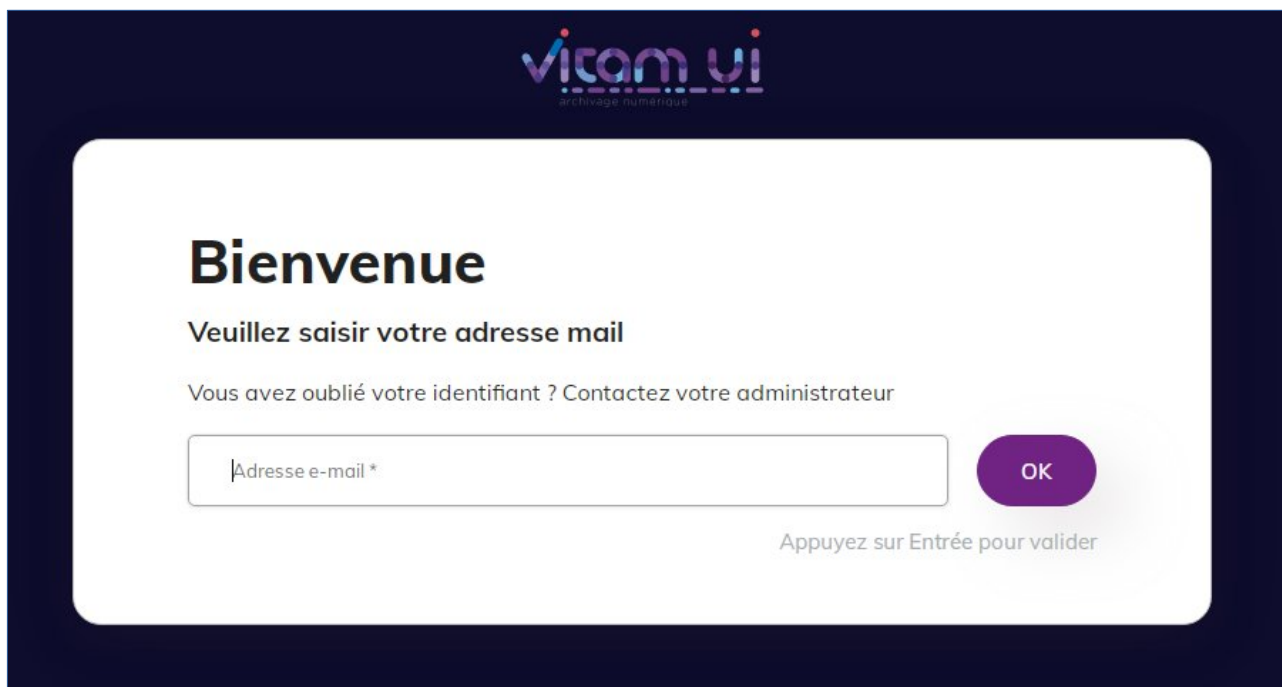 vitam ui
archivage numérique
Bienvenue
Veuillez saisir votre adresse mail
Vous avez oublié votre identifiant ? Contactez votre administrateur
Adresse e-mail *
OK
Appuyez sur Entrée pour valider